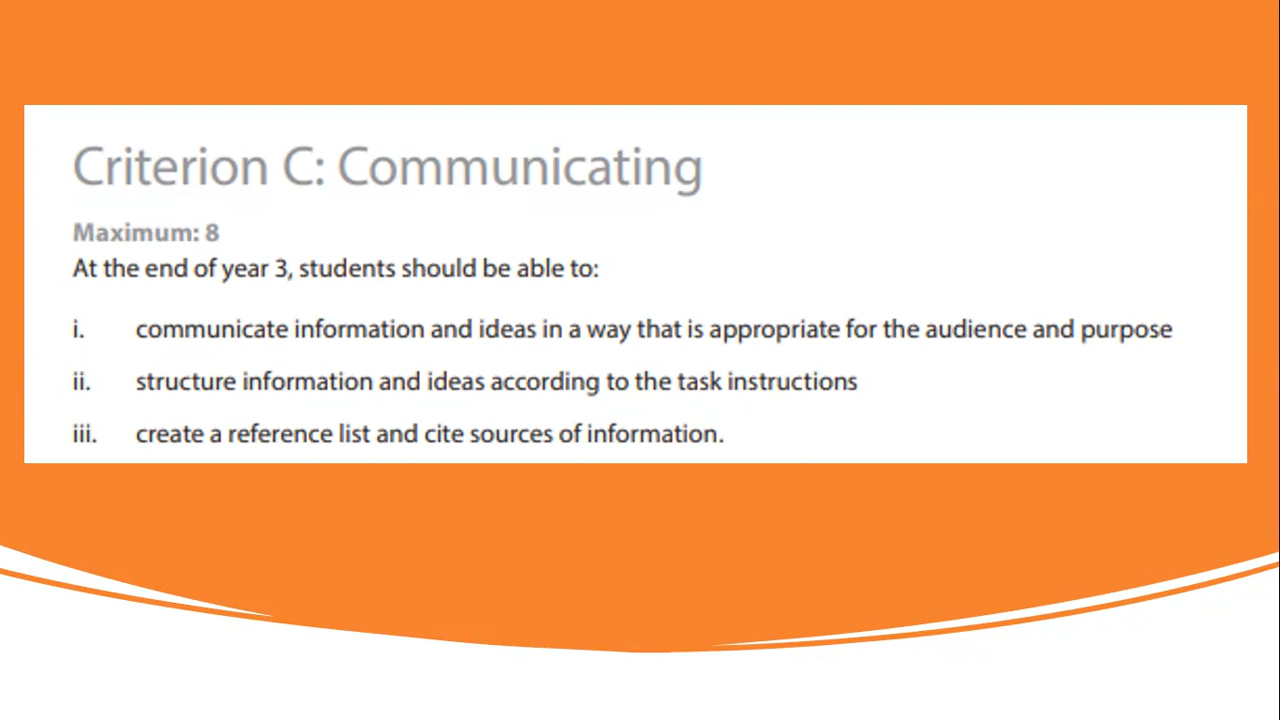 Criterion C: Communicating
Maximum: 8
At the end of year 3, students should be able to:
i. communicate information and ideas in a way that is appropriate for the audience and purpose
ii. structure information and ideas according to the task instructions
iii. create a reference list and cite sources of information.